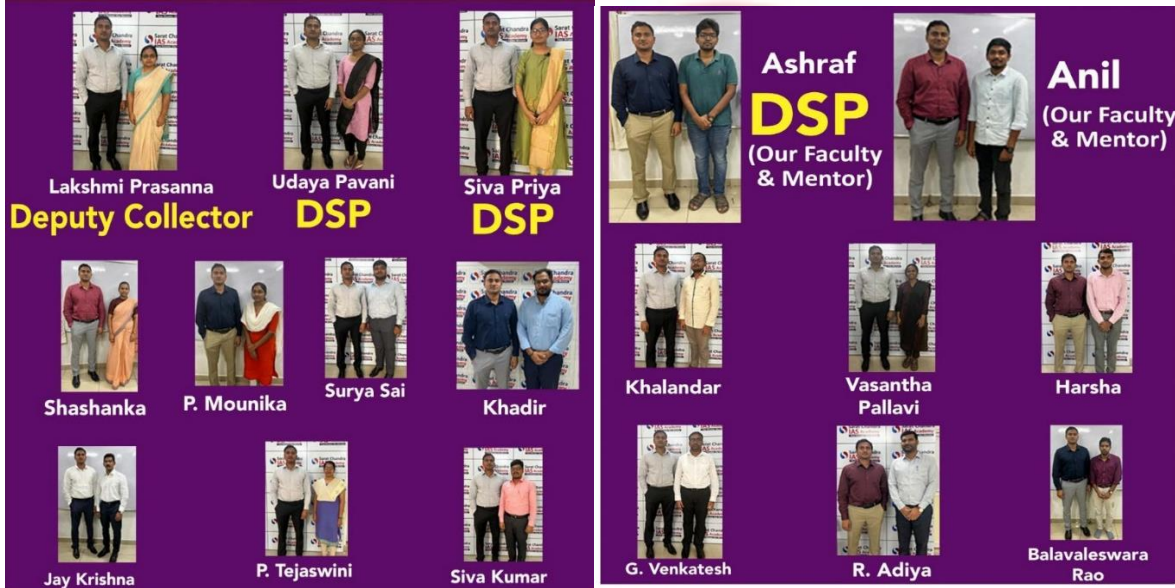 Lakshmi Prasanna
Deputy Collector
Udaya Pavani
DSP
Siva Priya
DSP
Shashanka
P. Mounika
Surya Sai
Khadir
Jay Krishna
P. Tejaswini
Siva Kumar
Ashraf
DSP
(Our Faculty
& Mentor)
Anil
(Our Faculty
& Mentor)
Khalandar
Vasantha
Pallavi
Harsha
G. Venkatesh
R. Adiya
Balavaleswara
Rao